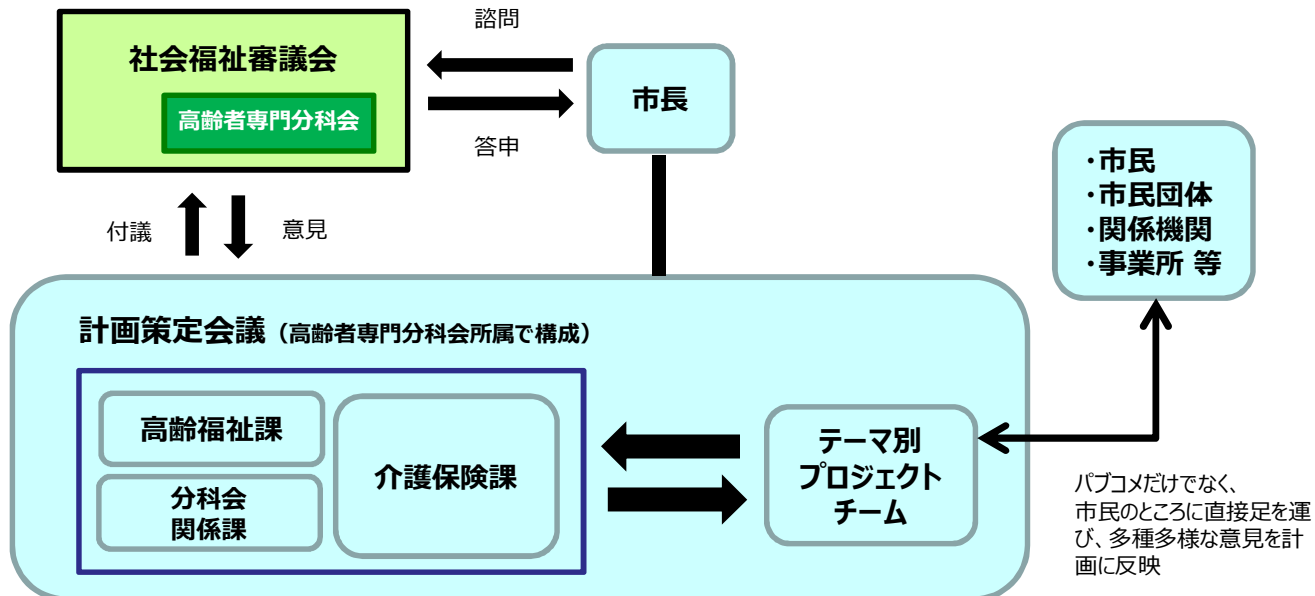 諮問
社会福祉審議会
高齢者専門分科会
市長
答申
・市民
・市民団体
・関係機関
・事業所 等
付議
意見
計画策定会議（高齢者専門分科会所属で構成）
高齢福祉課
分科会
関係課
介護保険課
テーマ別
プロジェクト
チーム
パブコメだけでなく、
市民のところに直接足を運
び、多種多様な意見を計
画に反映